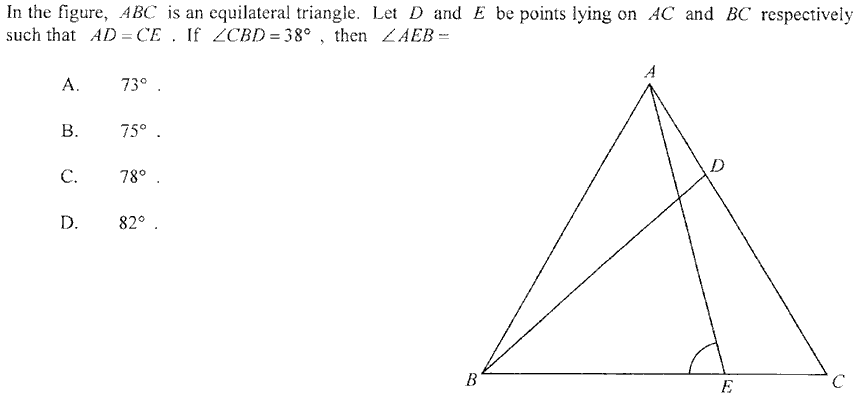 In the figure, ABC is an equilateral triangle. Let D and E be points lying on AC and BC respectively
such that AD = CE . If ∠CBD = 38° , then ∠AEB =
A. 73° .
B. 75° .
C. 78° .
D. 82° .
A
D
B
E
C